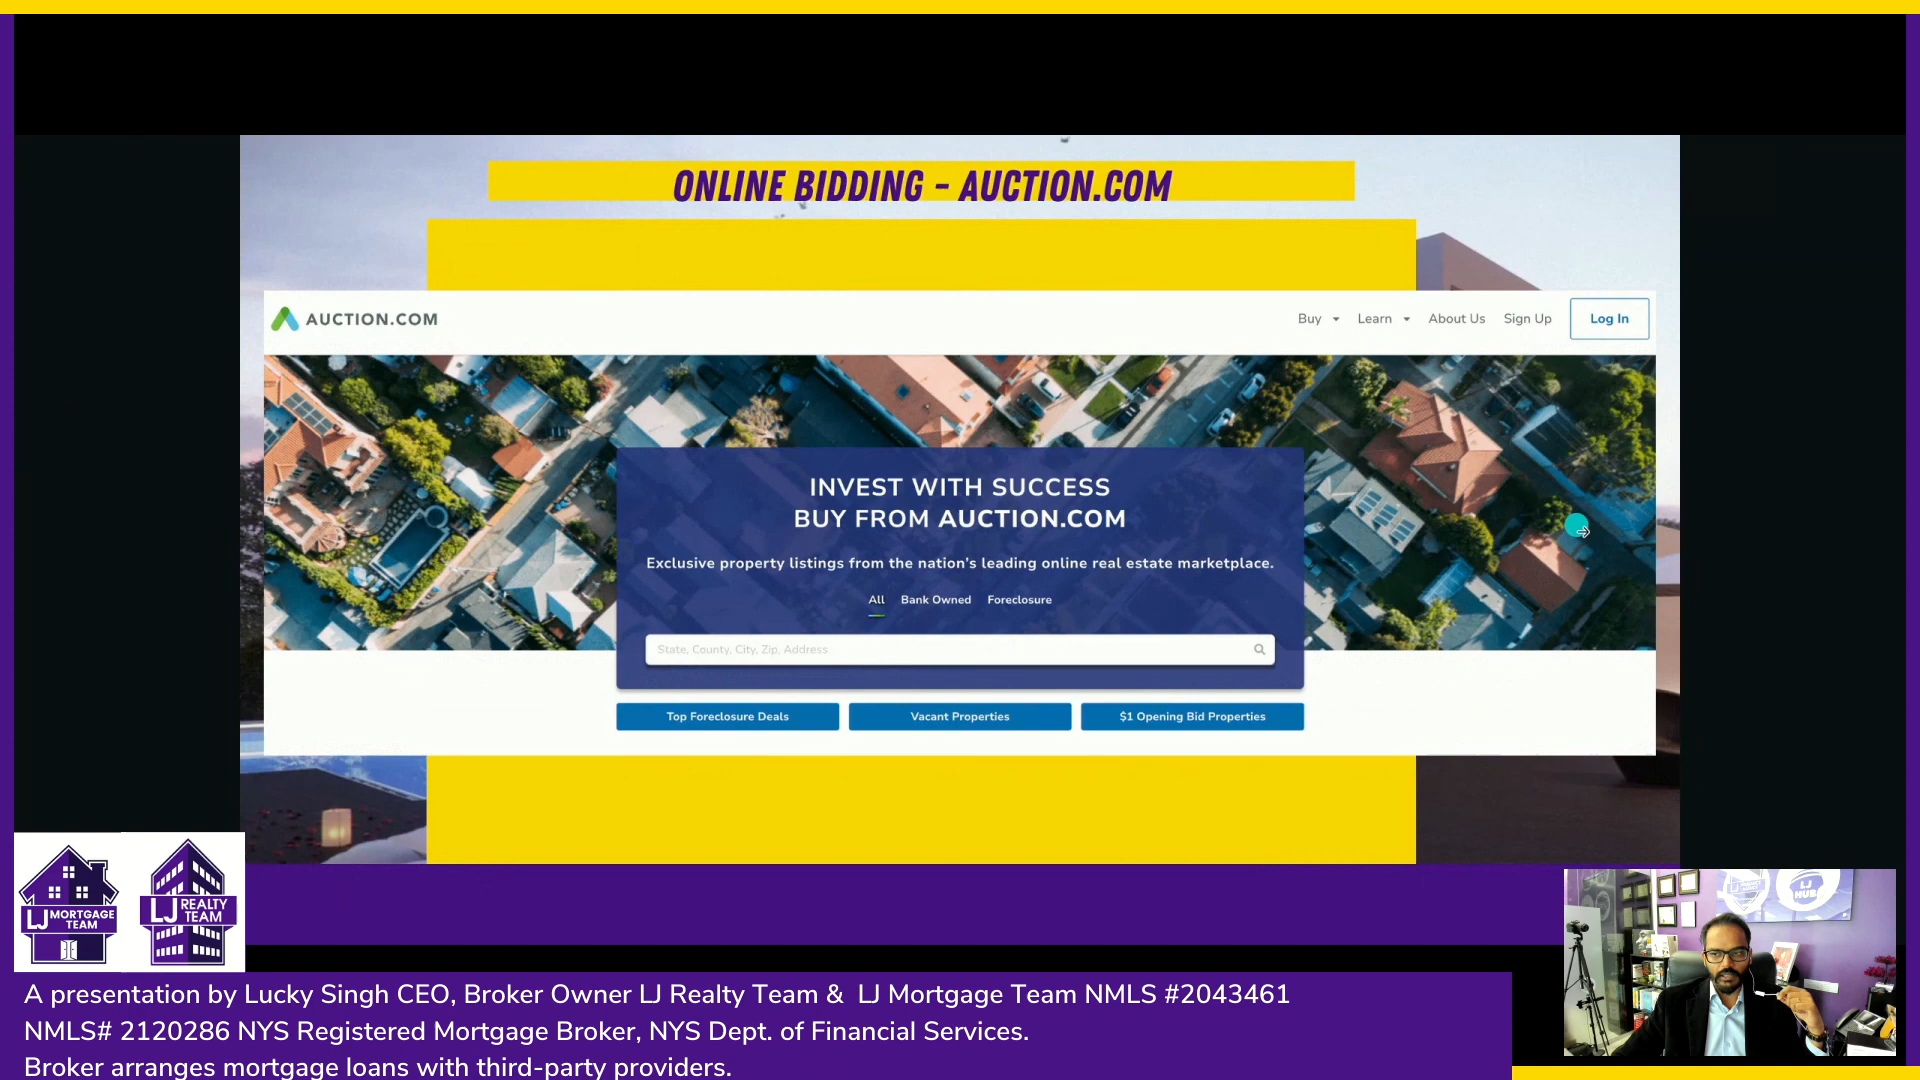 ONLINE BIDDING - AUCTION.COM
AUCTION.COM
Buy Learn About Us Sign Up Log In
INVEST WITH SUCCESS
BUY FROM AUCTION.COM
Exclusive property listings from the nation's leading online real estate marketplace.
All Bank Owned Foreclosure
State, County, City, Zip, Address
Top Foreclosure Deals Vacant Properties $1 Opening Bid Properties
LJ MORTGAGE TEAM
LJ REALTY TEAM
LJ HUB
A presentation by Lucky Singh CEO, Broker Owner LJ Realty Team & LJ Mortgage Team NMLS #2043461
NMLS# 2120286 NYS Registered Mortgage Broker, NYS Dept. of Financial Services.
Broker arranges mortgage loans with third-party providers.